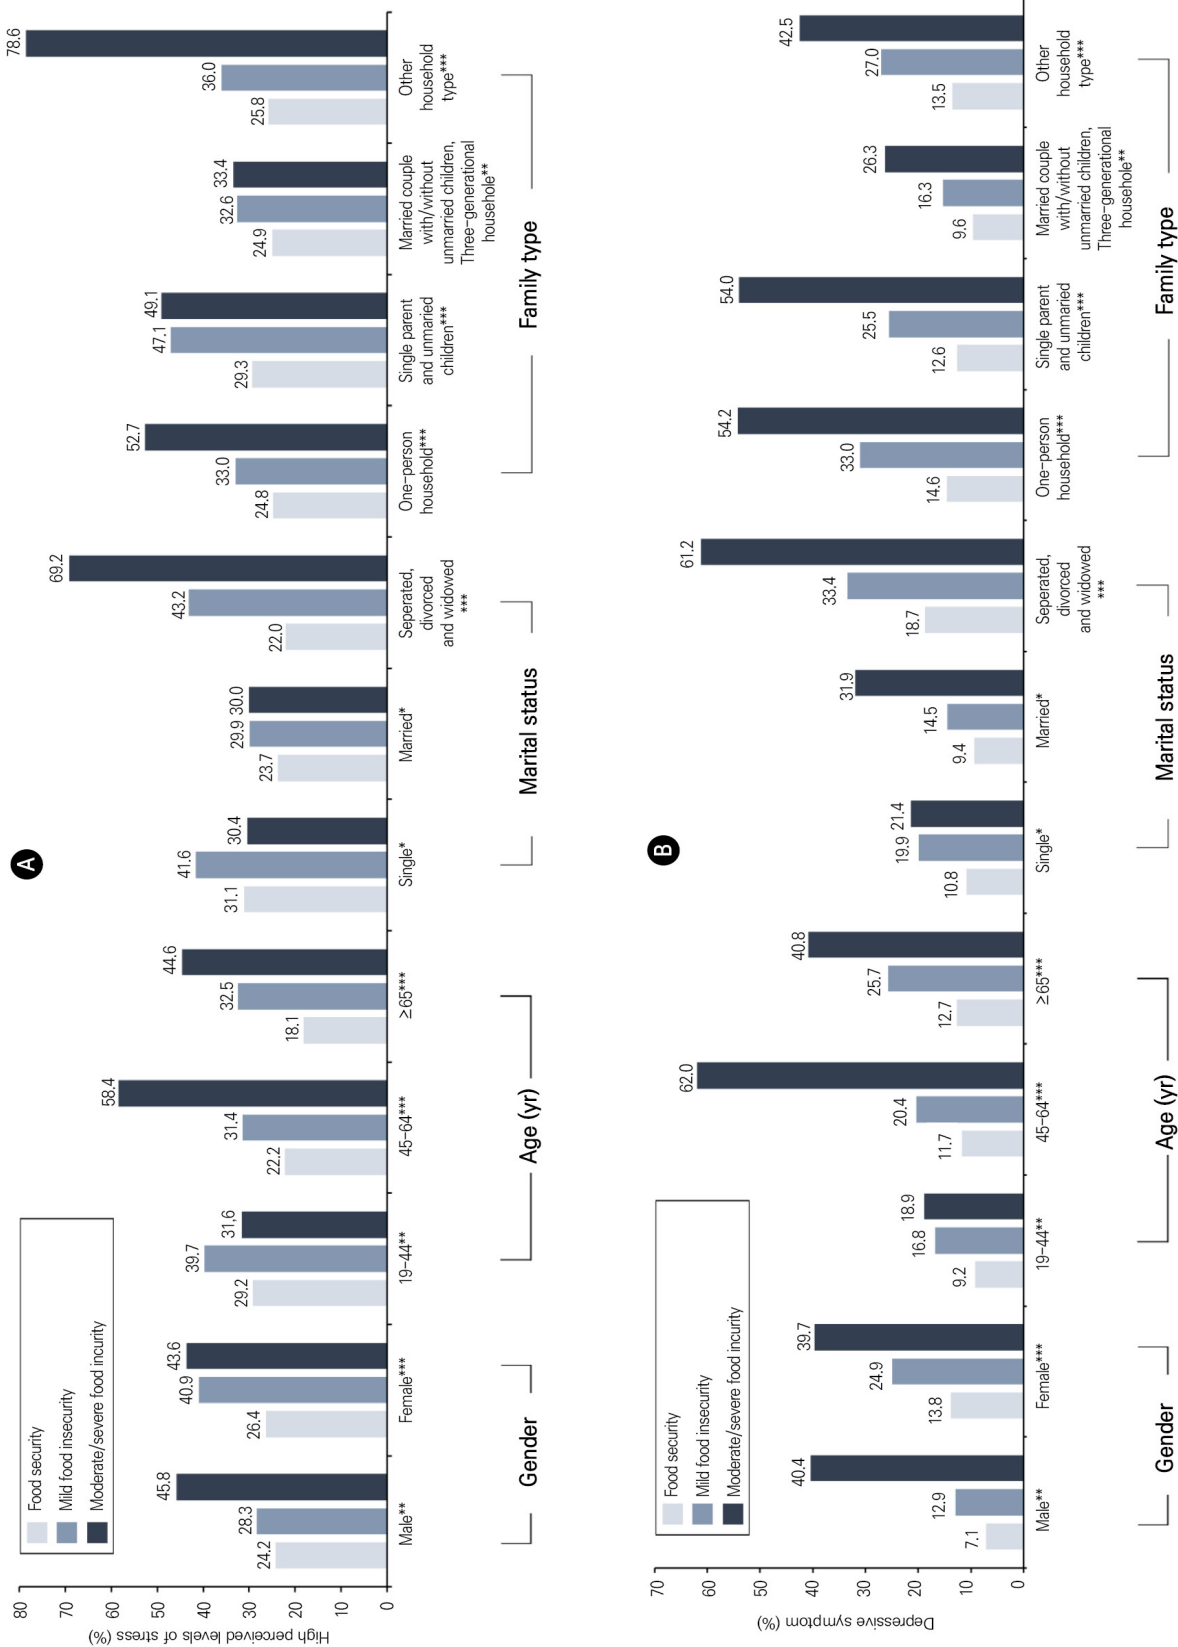 A
High perceived levels of stress (%)
80
70
60
50
40
30
20
10
0
Food security
Mild food insecurity
Moderate/severe food incurity
24.2
28.3
45.8
26.4
40.9
43.6
29.2
39.7
31,6
22.2
31.4
58.4
18.1
32.5
44.6
31.1
41.6
30.4
23.7
29.9
30.0
22.0
43.2
69.2
24.8
33.0
52.7
29.3
47.1
49.1
24.9
32.6
33.4
25.8
36.0
78.6
Male**
Female***
19-44**
45-64***
≥65***
Single*
Married*
Seperated,
divorced
and widowed
***
One-person
household***
Single parent
and unmaried
children***
Married couple
with/without
unmarried children,
Three-generational
househole**
Other
household
type***
Gender
Age (yr)
Marital status
Family type
B
Depressive symptom (%)
70
60
50
40
30
20
10
0
Food security
Mild food insecurity
Moderate/severe food incurity
7.1
12.9
40.4
13.8
24.9
39.7
9.2
16.8
18.9
11.7
20.4
62.0
12.7
25.7
40.8
10.8
19.9
21.4
9.4
14.5
31.9
18.7
33.4
61.2
14.6
33.0
54.2
12.6
25.5
54.0
9.6
16.3
26.3
13.5
27.0
42.5
Male**
Female***
19-44**
45-64***
≥65***
Single*
Married*
Seperated,
divorced
and widowed
***
One-person
household***
Single parent
and unmaried
children***
Married couple
with/without
unmarried children,
Three-generational
househole**
Other
household
type***
Gender
Age (yr)
Marital status
Family type